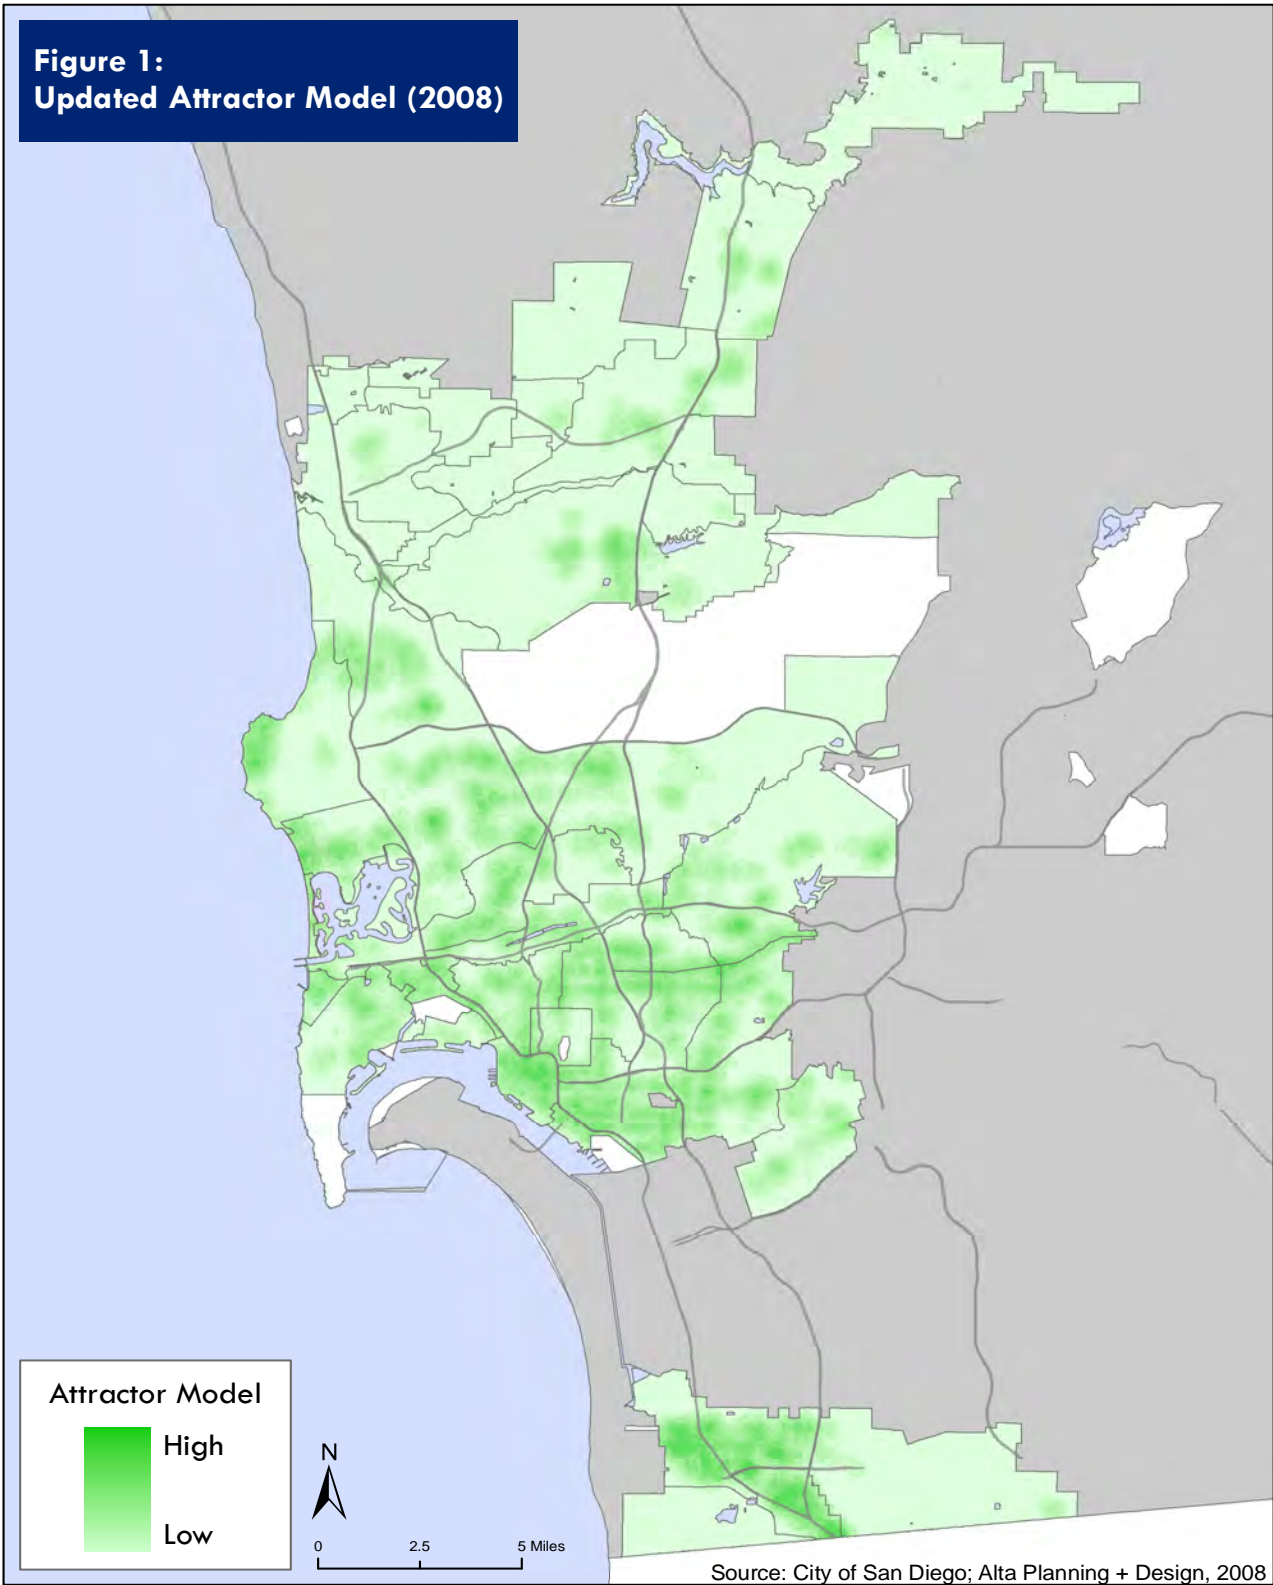 Figure 1:
Updated Attractor Model (2008)
Attractor Model
High
Low
N
0 2.5 5 Miles
Source: City of San Diego; Alta Planning + Design, 2008